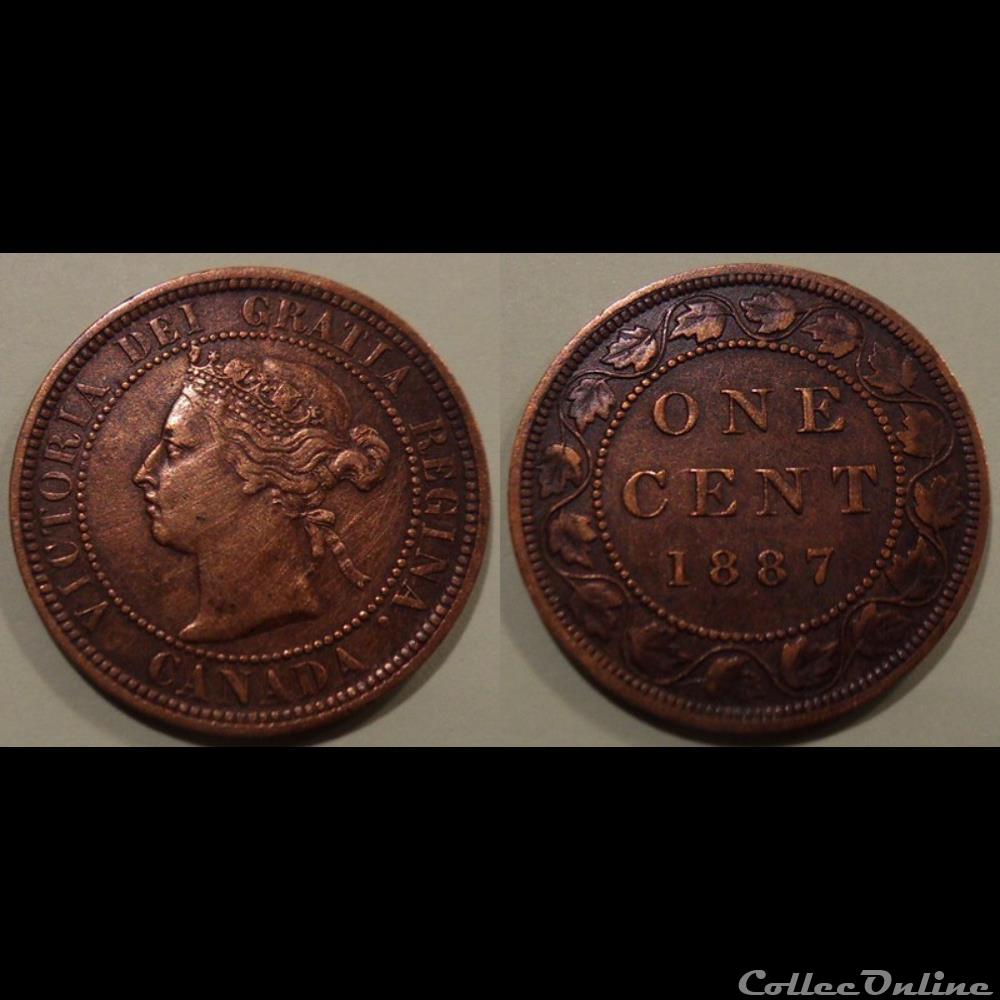 VICTORIA DEI GRATIA REGINA.
CANADA
ONE
CENT
1887
CollecOnline